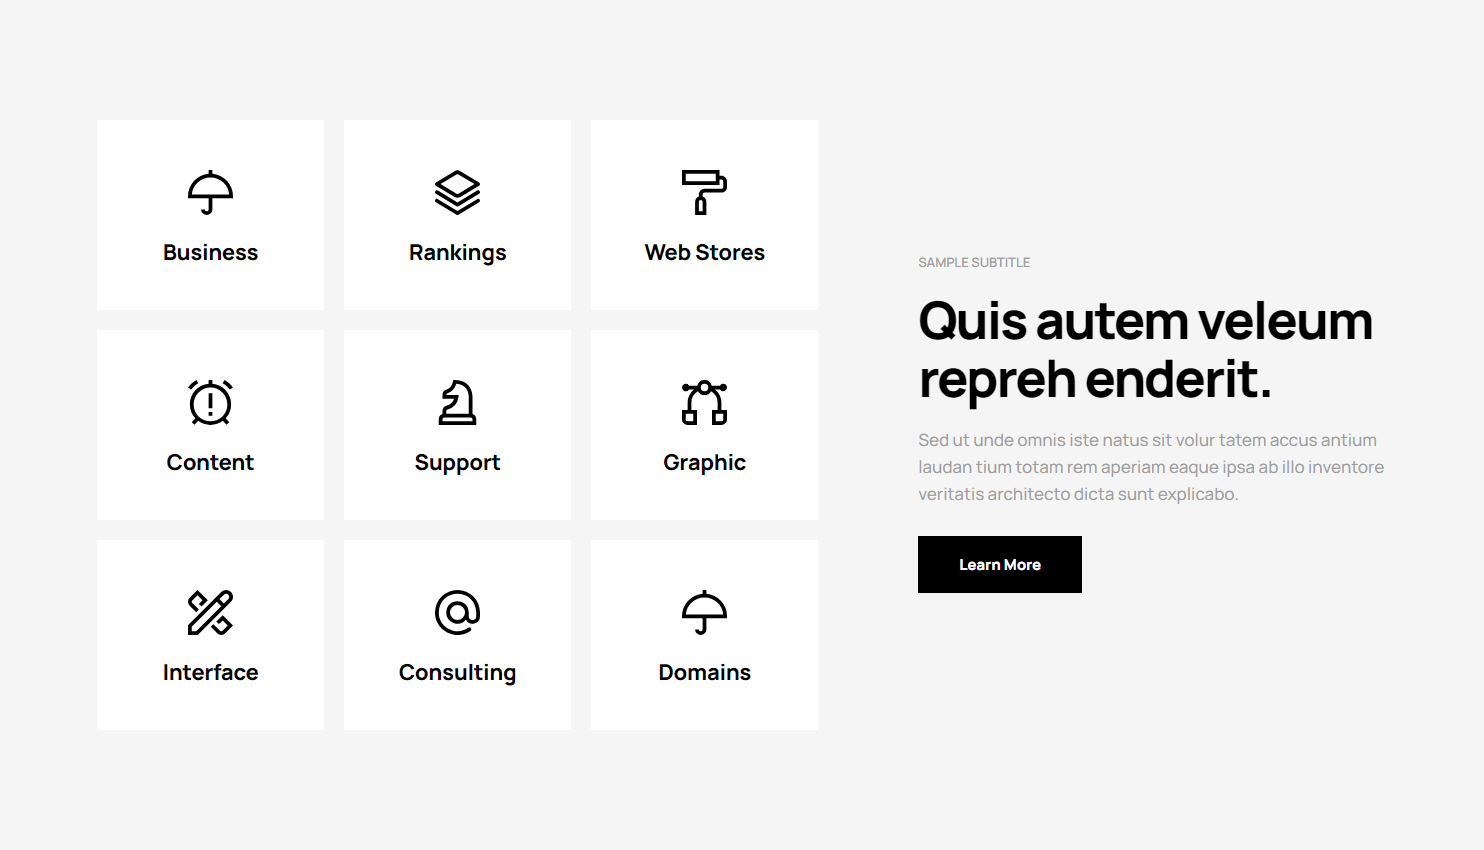 Business
Rankings
Web Stores
Content
Support
Graphic
Interface
Consulting
Domains
SAMPLE SUBTITLE
Quis autem veleum
repreh enderit.
Sed ut unde omnis iste natus sit volur tatem accus antium
laudan tium totam rem aperiam eaque ipsa ab illo inventore
veritatis architecto dicta sunt explicabo.
Learn More